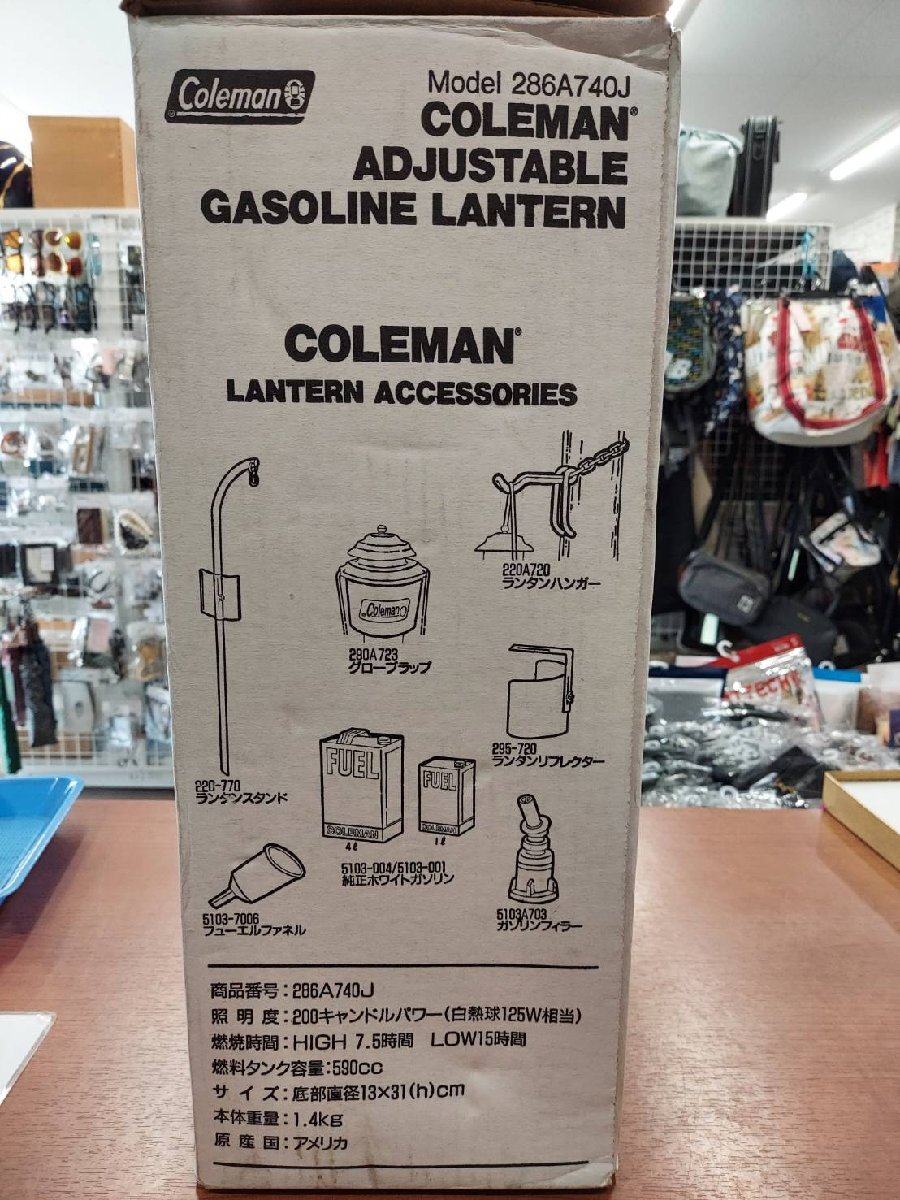 Coleman
Model 286A740J
COLEMAN®
ADJUSTABLE
GASOLINE LANTERN
COLEMAN®
LANTERN ACCESSORIES
220A720
ランタンハンガー
Coleman
290A723
グローブラップ
295-720
ランタンリフレクター
220-770
ランタンスタンド
FUEL
COLEMAN
4ℓ
FUEL
COLEMAN
1ℓ
5103-004/5103-001
純正ホワイトガソリン
5103-7006
フューエルファネル
5103A703
ガソリンフィラー
商品番号:286A740J
照明度:200キャンドルパワー(白熱球125W相当)
燃焼時間:HIGH 7.5時間 LOW15時間
燃料タンク容量:590cc
サイズ:底部直径13×31(h)cm
本体重量:1.4kg
原産国:アメリカ